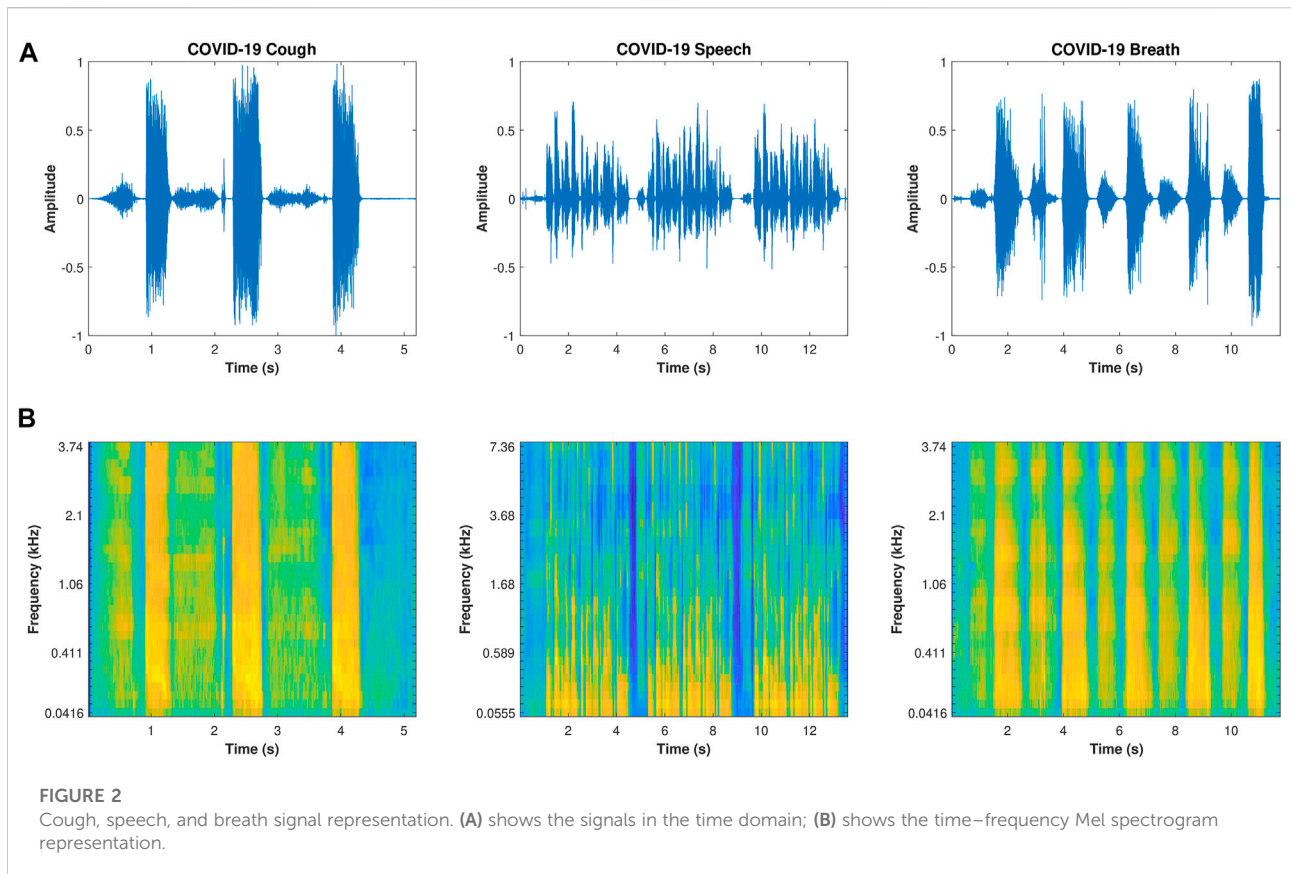 A
COVID-19 Cough
COVID-19 Speech
COVID-19 Breath
1
0.5
0
-0.5
-1
Amplitude
0 1 2 3 4 5
Time (s)
1
0.5
0
-0.5
-1
Amplitude
0 2 4 6 8 10 12
Time (s)
1
0.5
0
-0.5
-1
Amplitude
0 2 4 6 8 10
Time (s)
B
3.74
2.1
1.06
0.411
0.0416
Frequency (kHz)
1 2 3 4 5
Time (s)
7.36
3.68
1.68
0.589
0.0555
Frequency (kHz)
2 4 6 8 10 12
Time (s)
3.74
2.1
1.06
0.411
0.0416
Frequency (kHz)
2 4 6 8 10
Time (s)
FIGURE 2
Cough, speech, and breath signal representation. (A) shows the signals in the time domain; (B) shows the time–frequency Mel spectrogram
representation.